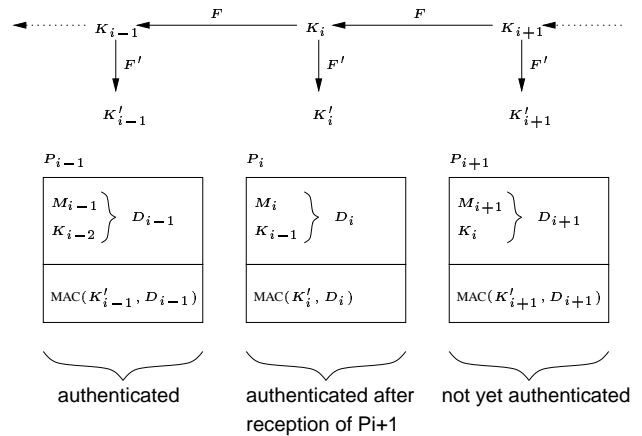 F F
K_{i−1} K_i K_{i+1}
F′ F′ F′
K′_{i−1} K′_i K′_{i+1}
P_{i−1} P_i P_{i+1}
M_{i−1} M_i M_{i+1}
D_{i−1} D_i D_{i+1}
K_{i−2} K_{i−1} K_i
MAC(K′_{i−1}, D_{i−1}) MAC(K′_i, D_i) MAC(K′_{i+1}, D_{i+1})
authenticated authenticated after not yet authenticated
reception of Pi+1